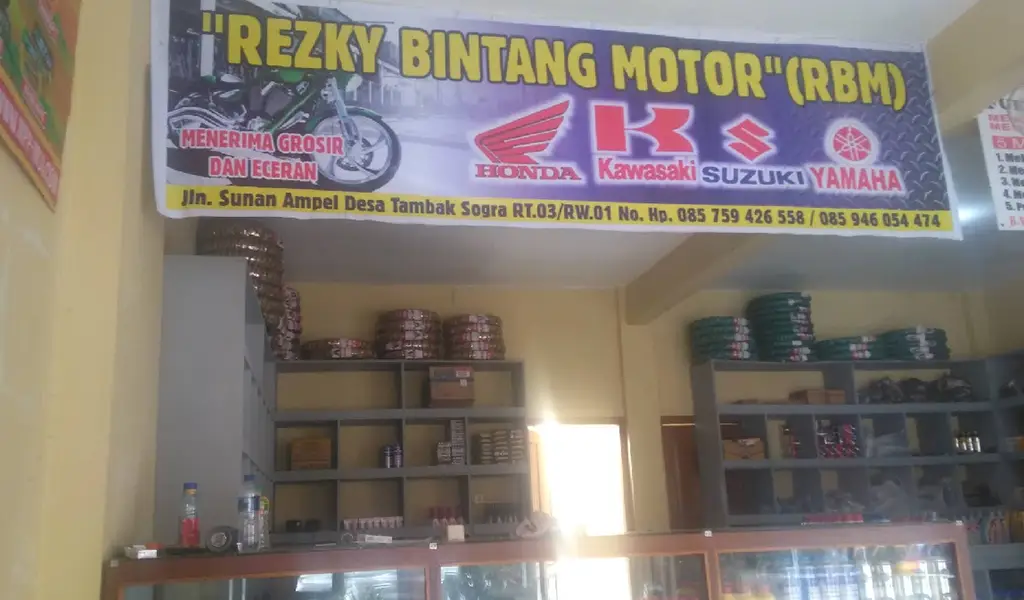 "REZKY BINTANG MOTOR"(RBM)
MENERIMA GROSIR
DAN ECERAN
HONDA
Kawasaki
SUZUKI
YAMAHA
Jln. Sunan Ampel Desa Tambak Sogra RT.03/RW.01 No. Hp. 085 759 426 558 / 085 946 054 474